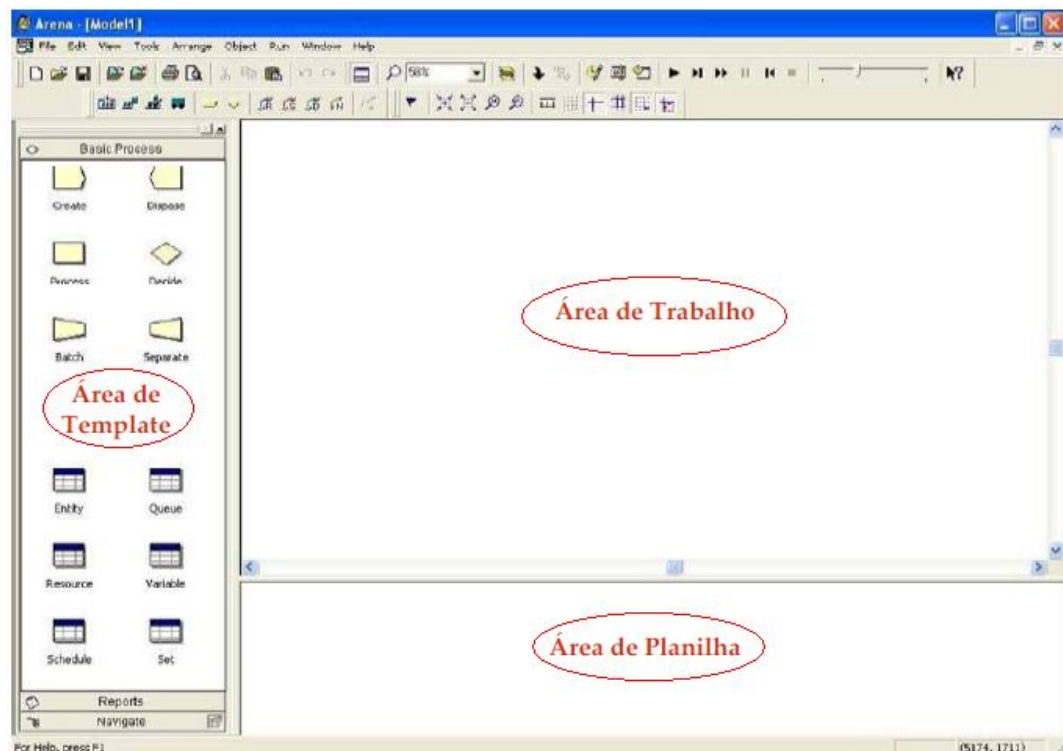 Arena - [Model1]
File Edit View Tools Arrange Object Run Window Help
58%
Basic Process
Create Dispose
Process Decide
Área de Trabalho
Batch Separate
Área de
Template
Entity Queue
Resource Variable
Área de Planilha
Schedule Set
Reports
Navigate
For Help, press F1
(5174, 1711)